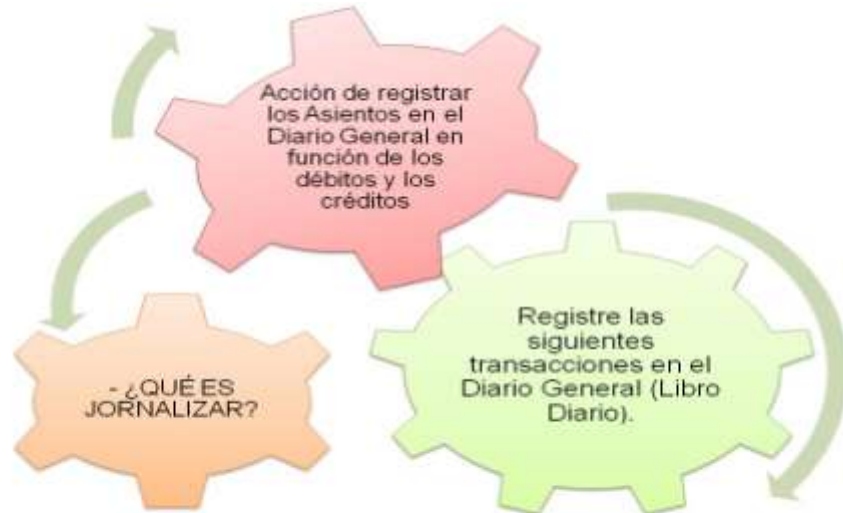 Acción de registrar
los Asientos en el
Diario General en
función de los
débitos y los
créditos
- ¿QUÉ ES
JORNALIZAR?
Registre las
siguientes
transacciones en el
Diario General (Libro
Diario).